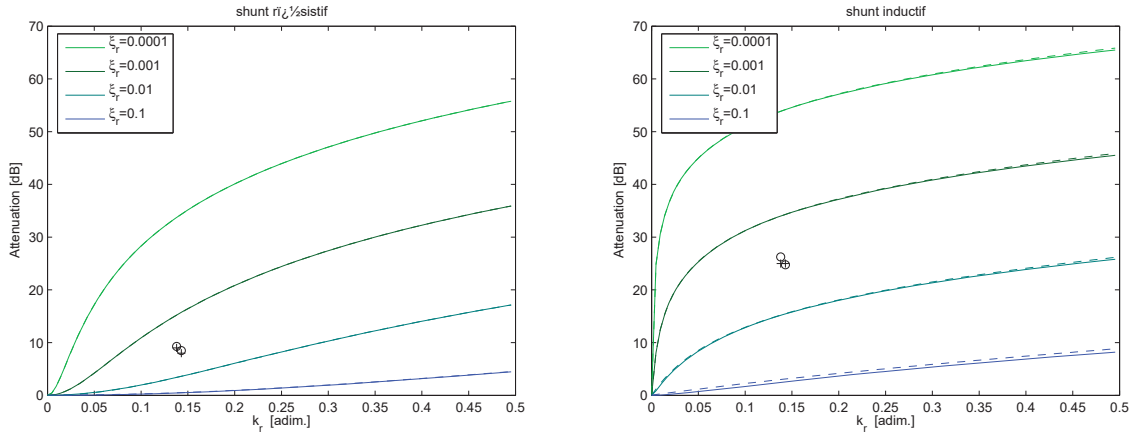 shunt rï¿½sistif
70
60
50
40
30
20
10
0
Attenuation [dB]
ξr=0.0001
ξr=0.001
ξr=0.01
ξr=0.1
0 0.05 0.1 0.15 0.2 0.25 0.3 0.35 0.4 0.45 0.5
kr [adim.]
shunt inductif
70
60
50
40
30
20
10
0
Attenuation [dB]
ξr=0.0001
ξr=0.001
ξr=0.01
ξr=0.1
0 0.05 0.1 0.15 0.2 0.25 0.3 0.35 0.4 0.45 0.5
kr [adim.]